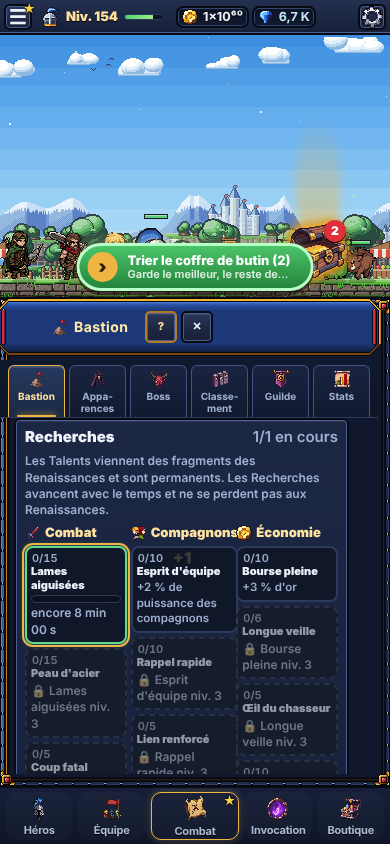 Niv. 154
1×10⁶⁰
6,7 K
2
Trier le coffre de butin (2)
Garde le meilleur, le reste de...
Bastion
?
×
Bastion
Appa-
rences
Boss
Classe-
ment
Guilde
Stats
Recherches
1/1 en cours
Les Talents viennent des fragments des
Renaissances et sont permanents. Les Recherches
avancent avec le temps et ne se perdent pas aux
Renaissances.
Combat
Compagnons
Économie
0/15
Lames
aiguisées
encore 8 min
00 s
0/15
Peau d'acier
Lames
aiguisées niv.
3
0/5
Coup fatal
0/10
+1
Esprit d'équipe
+2 % de
puissance des
compagnons
0/10
Rappel rapide
Esprit
d'équipe niv. 3
0/5
Lien renforcé
Rappel
rapide niv. 3
0/10
Bourse pleine
+3 % d'or
0/6
Longue veille
Bourse
pleine niv. 3
0/5
Œil du chasseur
Longue
veille niv. 3
0/10
Héros
Équipe
Combat
Invocation
Boutique